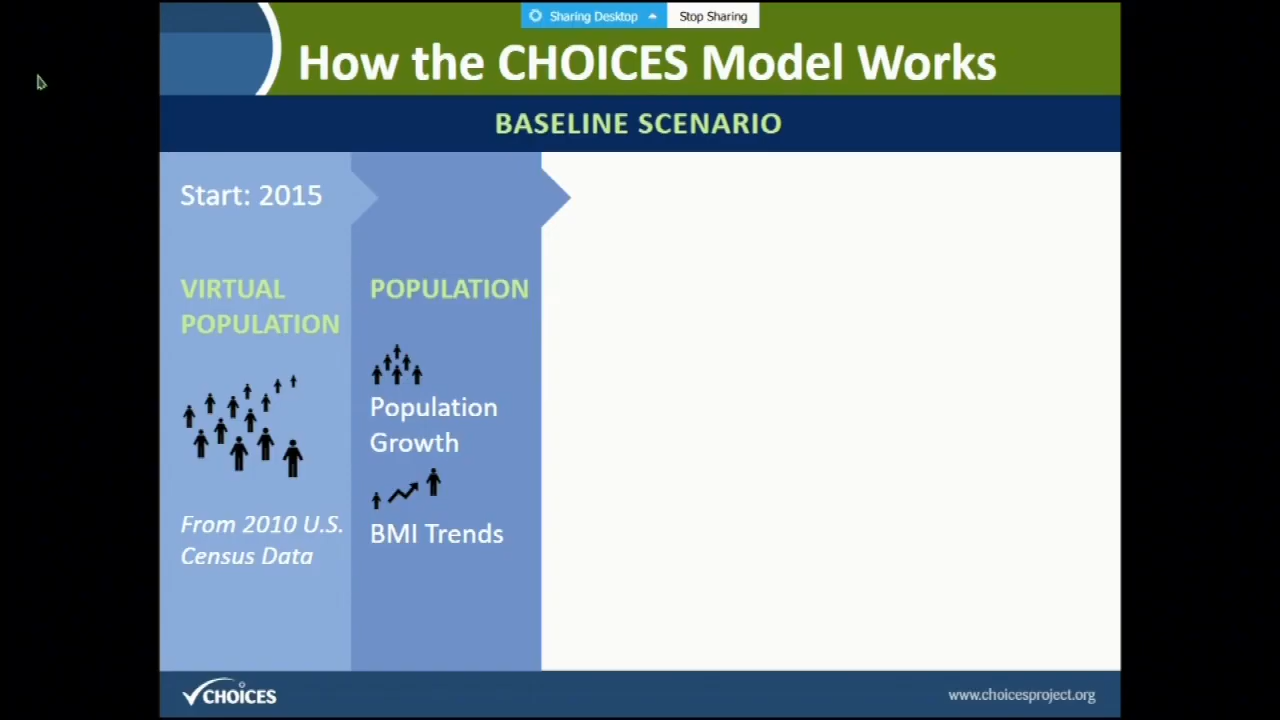 Sharing Desktop
Stop Sharing
How the CHOICES Model Works
BASELINE SCENARIO
Start: 2015
VIRTUAL
POPULATION
From 2010 U.S.
Census Data
POPULATION
Population
Growth
BMI Trends
CHOICES
www.choicesproject.org